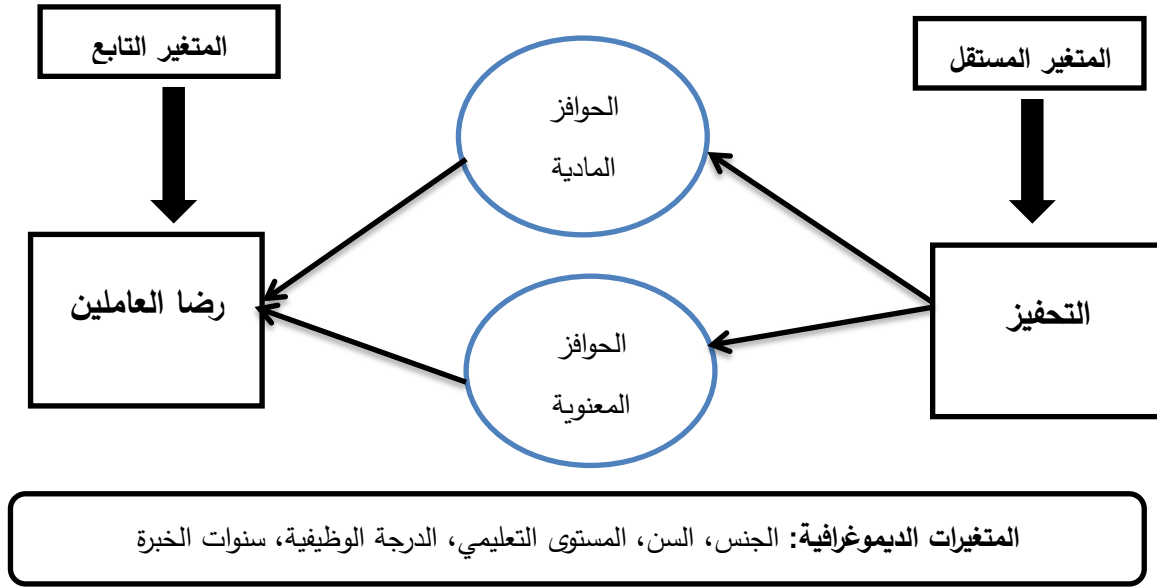 المتغير المستقل
المتغير التابع
الحوافز
المادية
التحفيز
رضا العاملين
الحوافز
المعنوية
المتغيرات الديموغرافية: الجنس، السن، المستوى التعليمي، الدرجة الوظيفية، سنوات الخبرة